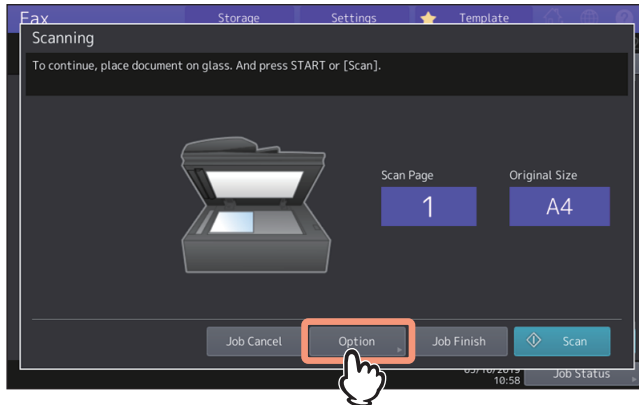 Fax Storage Settings Template
Scanning
To continue, place document on glass. And press START or [Scan].
Scan Page Original Size
1 A4
Job Cancel Option Job Finish Scan
10:58 Job Status